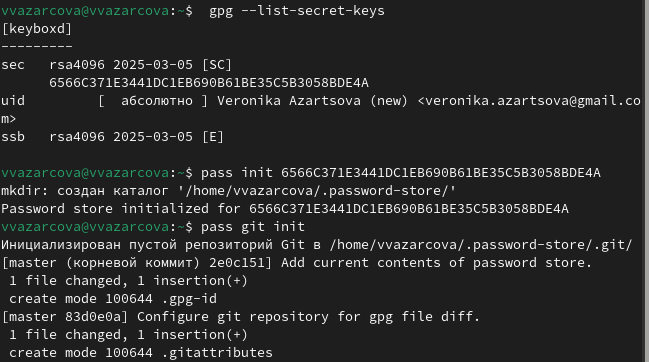 vvazarcova@vvazarcova:~$  gpg --list-secret-keys
[keyboxd]
---------
sec   rsa4096 2025-03-05 [SC]
      6566C371E3441DC1EB690B61BE35C5B3058BDE4A
uid         [  абсолютно ] Veronika Azartsova (new) <veronika.azartsova@gmail.co
m>
ssb   rsa4096 2025-03-05 [E]

vvazarcova@vvazarcova:~$ pass init 6566C371E3441DC1EB690B61BE35C5B3058BDE4A
mkdir: создан каталог '/home/vvazarcova/.password-store/'
Password store initialized for 6566C371E3441DC1EB690B61BE35C5B3058BDE4A
vvazarcova@vvazarcova:~$ pass git init
Инициализирован пустой репозиторий Git в /home/vvazarcova/.password-store/.git/
[master (корневой коммит) 2e0c151] Add current contents of password store.
 1 file changed, 1 insertion(+)
 create mode 100644 .gpg-id
[master 83d0e0a] Configure git repository for gpg file diff.
 1 file changed, 1 insertion(+)
 create mode 100644 .gitattributes